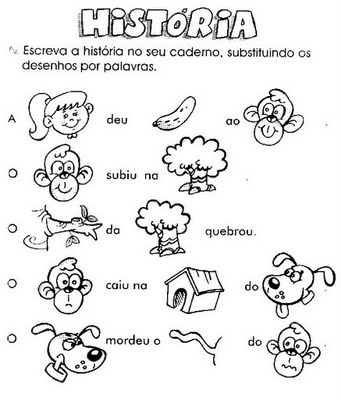 HISTÓRIA
Escreva a história no seu caderno, substituindo os
desenhos por palavras.
A deu ao .
O subiu na .
O da quebrou.
O caiu na do .
O mordeu o do .